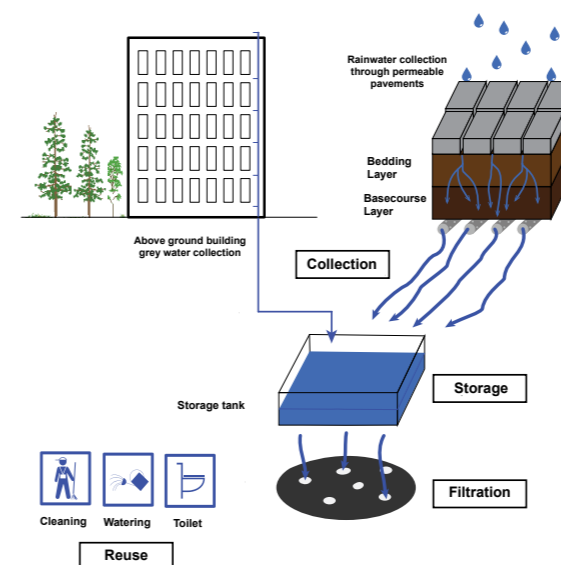 Rainwater collection
through permeable
pavements
Bedding
Layer
Basecourse
Layer
Above ground building
grey water collection
Collection
Storage
Storage tank
Filtration
Cleaning
Watering
Toilet
Reuse